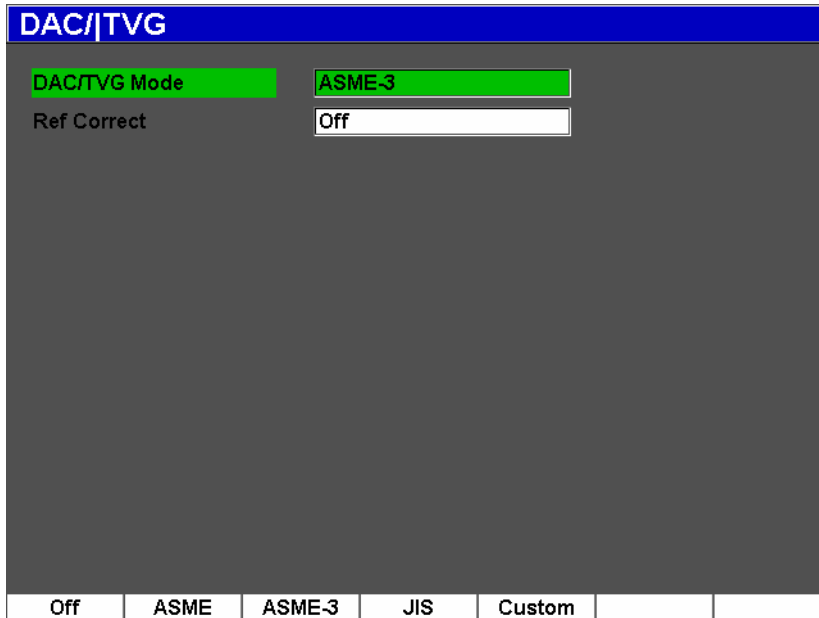 DAC/|TVG
DAC/TVG Mode ASME-3
Ref Correct Off
Off ASME ASME-3 JIS Custom